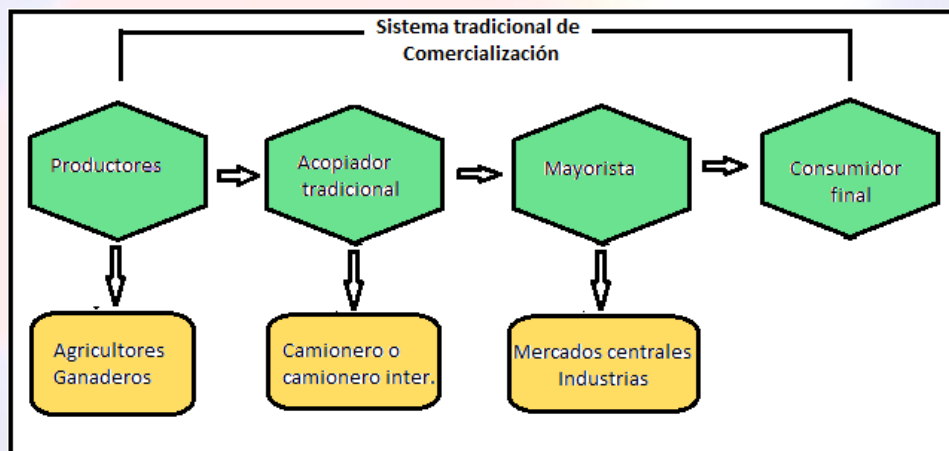 Sistema tradicional de
Comercialización
Productores
Acopiador
tradicional
Mayorista
Consumidor
final
Agricultores
Ganaderos
Camionero o
camionero inter.
Mercados centrales
Industrias